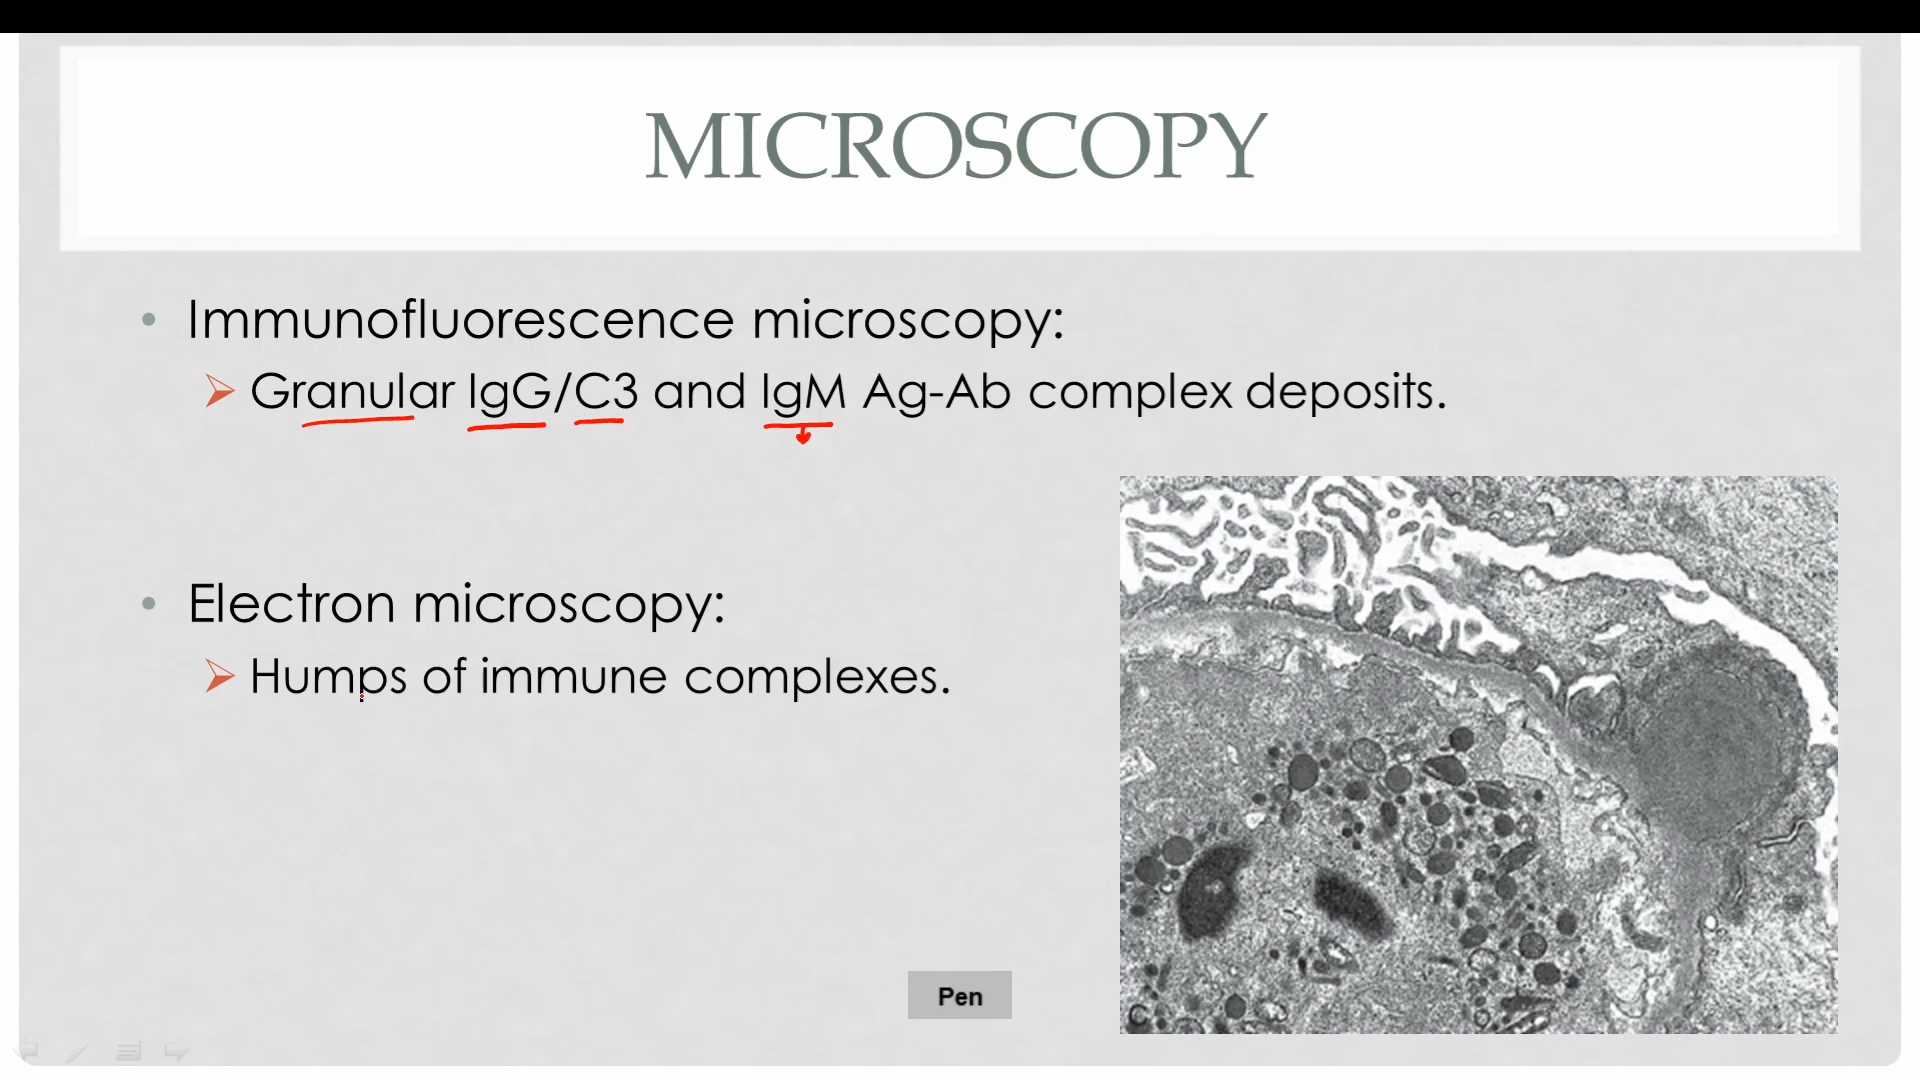 MICROSCOPY
• Immunofluorescence microscopy:
➢ Granular IgG/C3 and IgM Ag-Ab complex deposits.
• Electron microscopy:
➢ Humps of immune complexes.
Pen
C